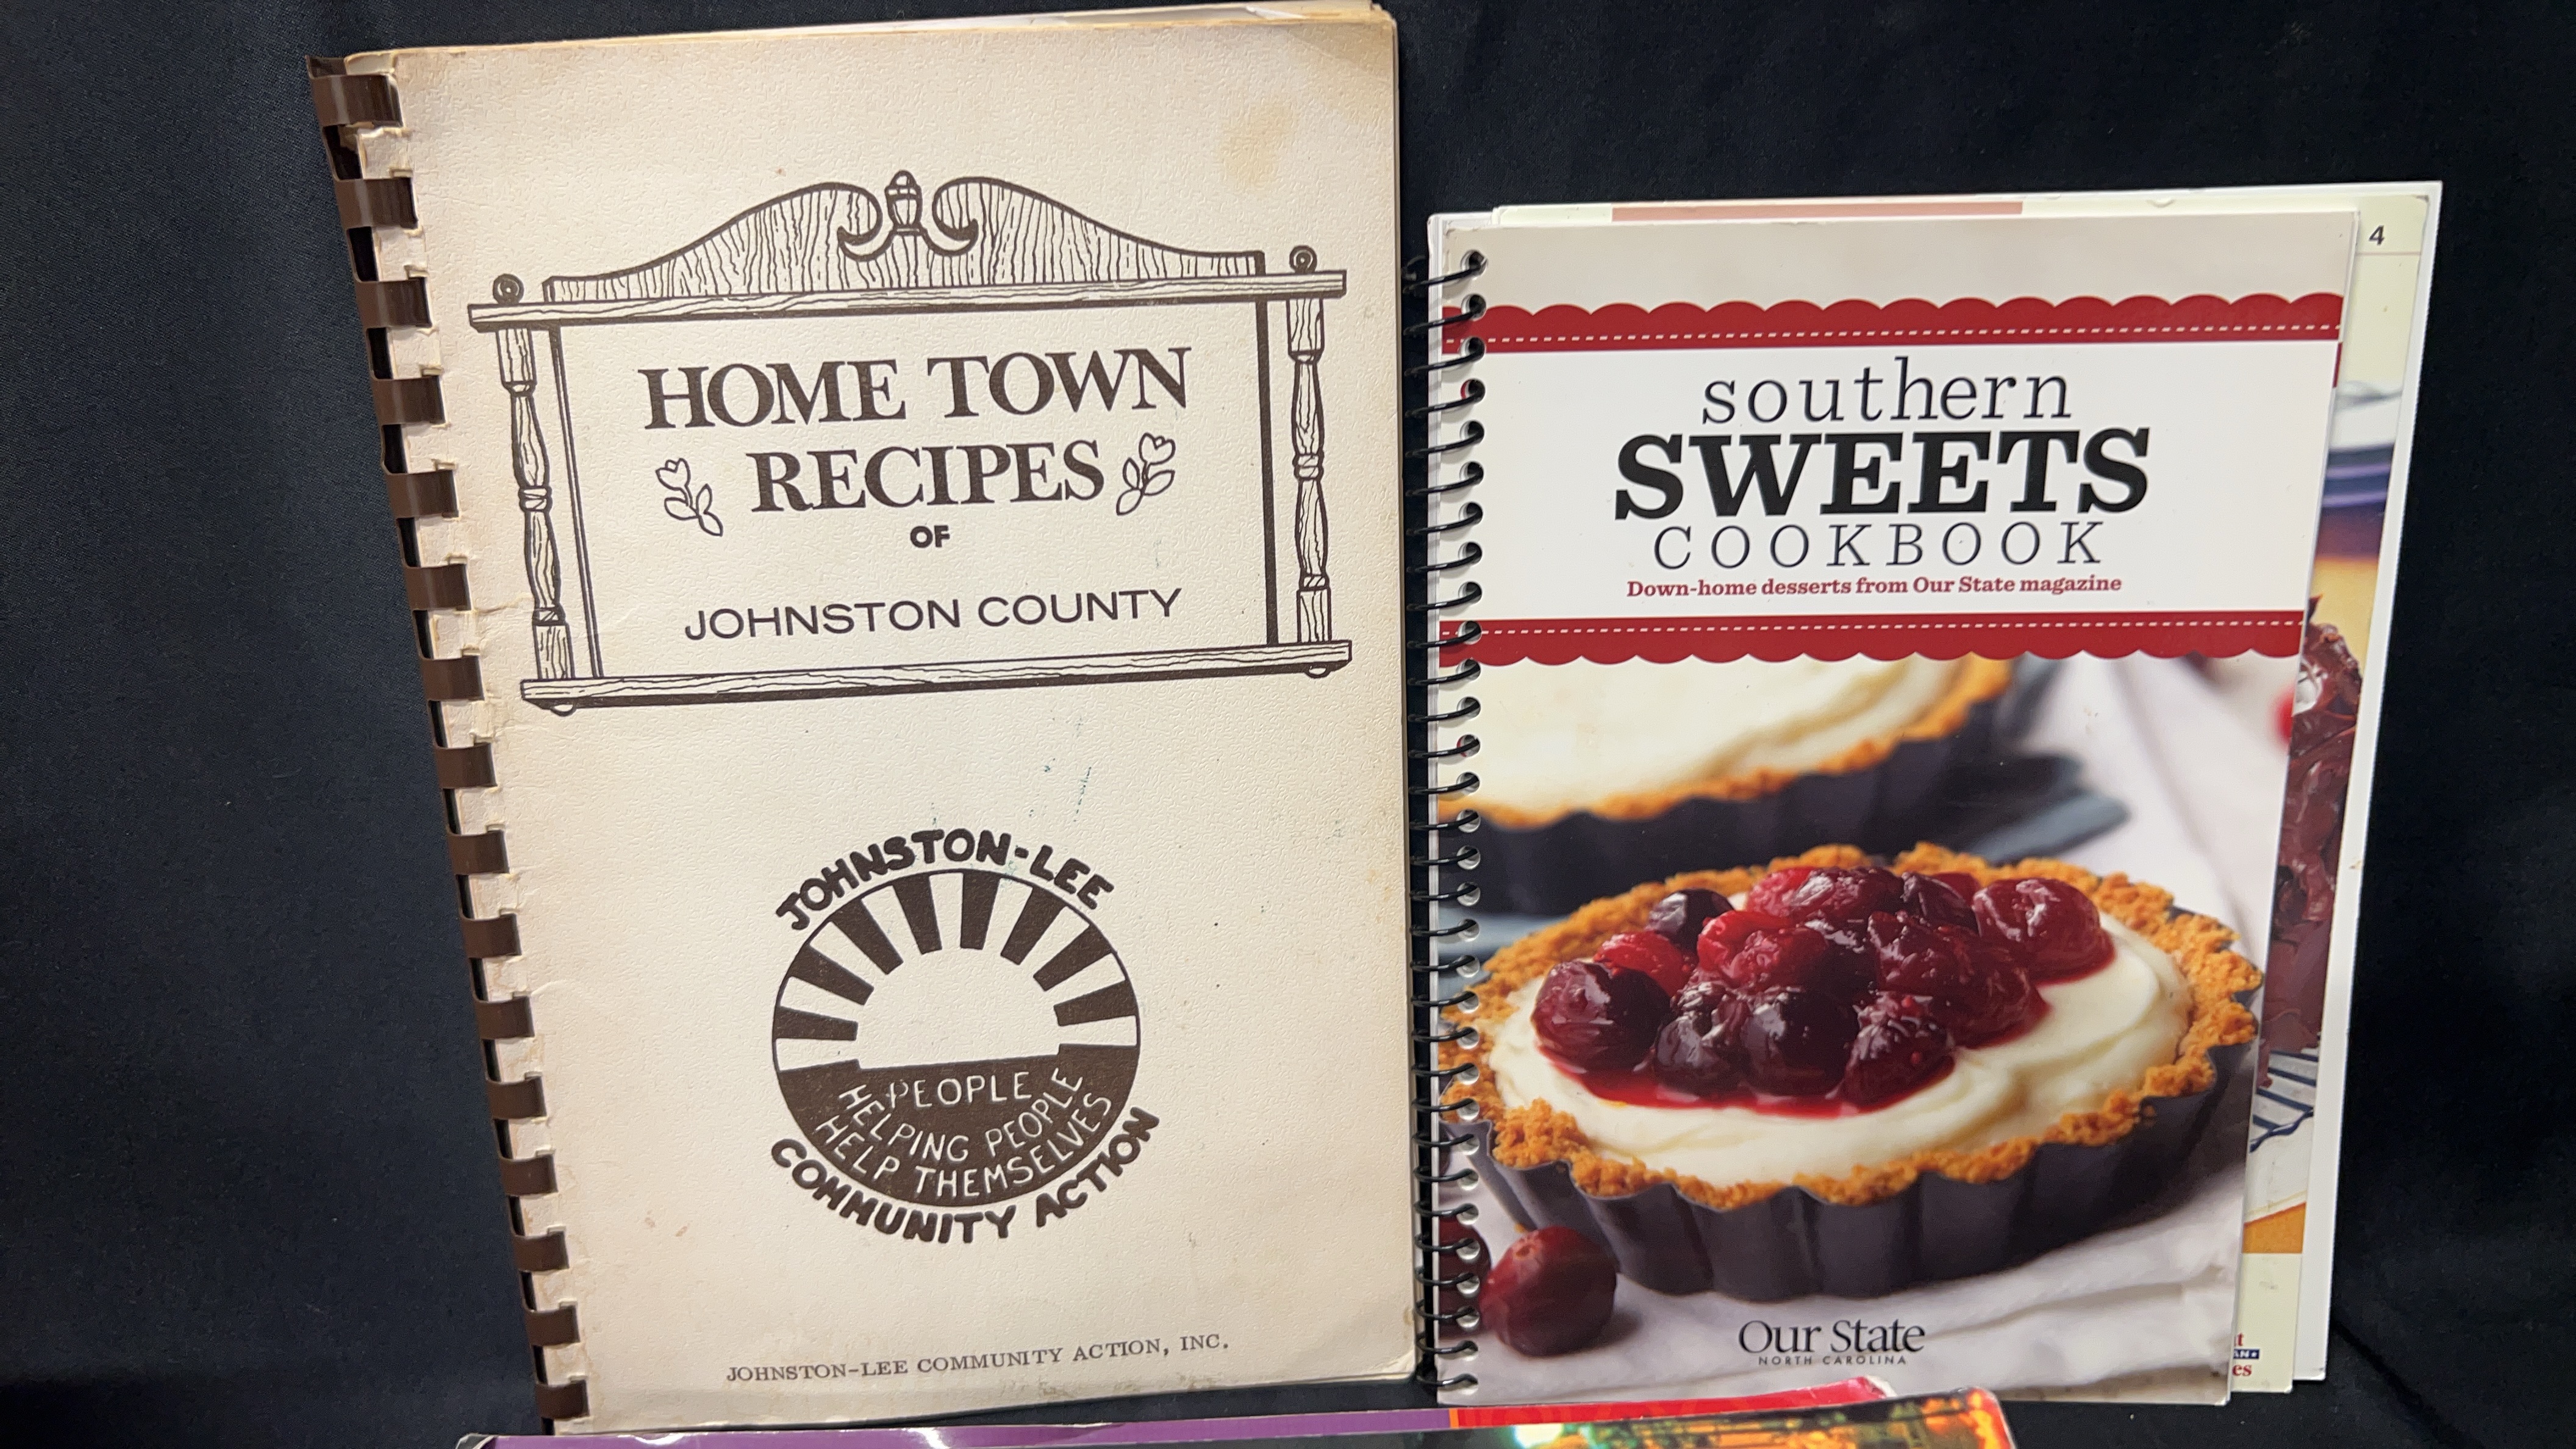 HOME TOWN
RECIPES
OF
JOHNSTON COUNTY
JOHNSTON-LEE
PEOPLE
HELPING PEOPLE
HELP THEMSELVES
COMMUNITY ACTION
JOHNSTON-LEE COMMUNITY ACTION, INC.
southern
SWEETS
COOKBOOK
Down-home desserts from Our State magazine
Our State
NORTH CAROLINA
4